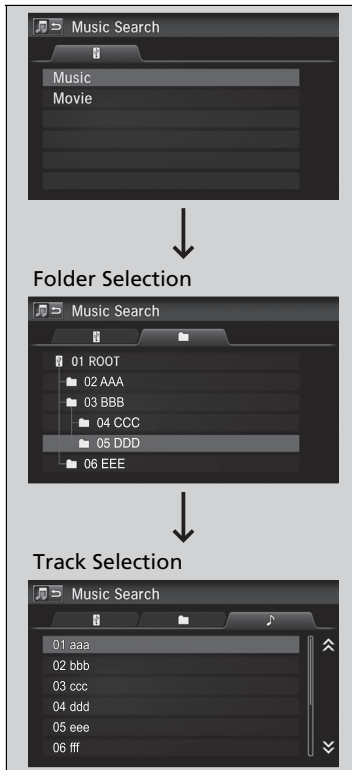 Music Search
Music
Movie
Folder Selection
Music Search
01 ROOT
02 AAA
03 BBB
04 CCC
05 DDD
06 EEE
Track Selection
Music Search
01 aaa
02 bbb
03 ccc
04 ddd
05 eee
06 fff